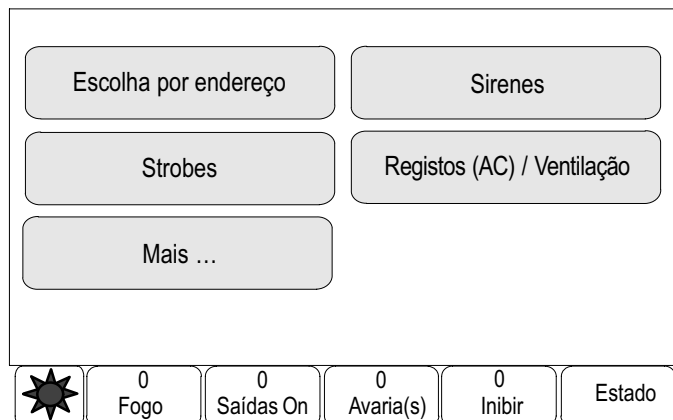 Escolha por endereço
Sirenes
Strobes
Registos (AC) / Ventilação
Mais …
0
Fogo
0
Saídas On
0
Avaria(s)
0
Inibir
Estado